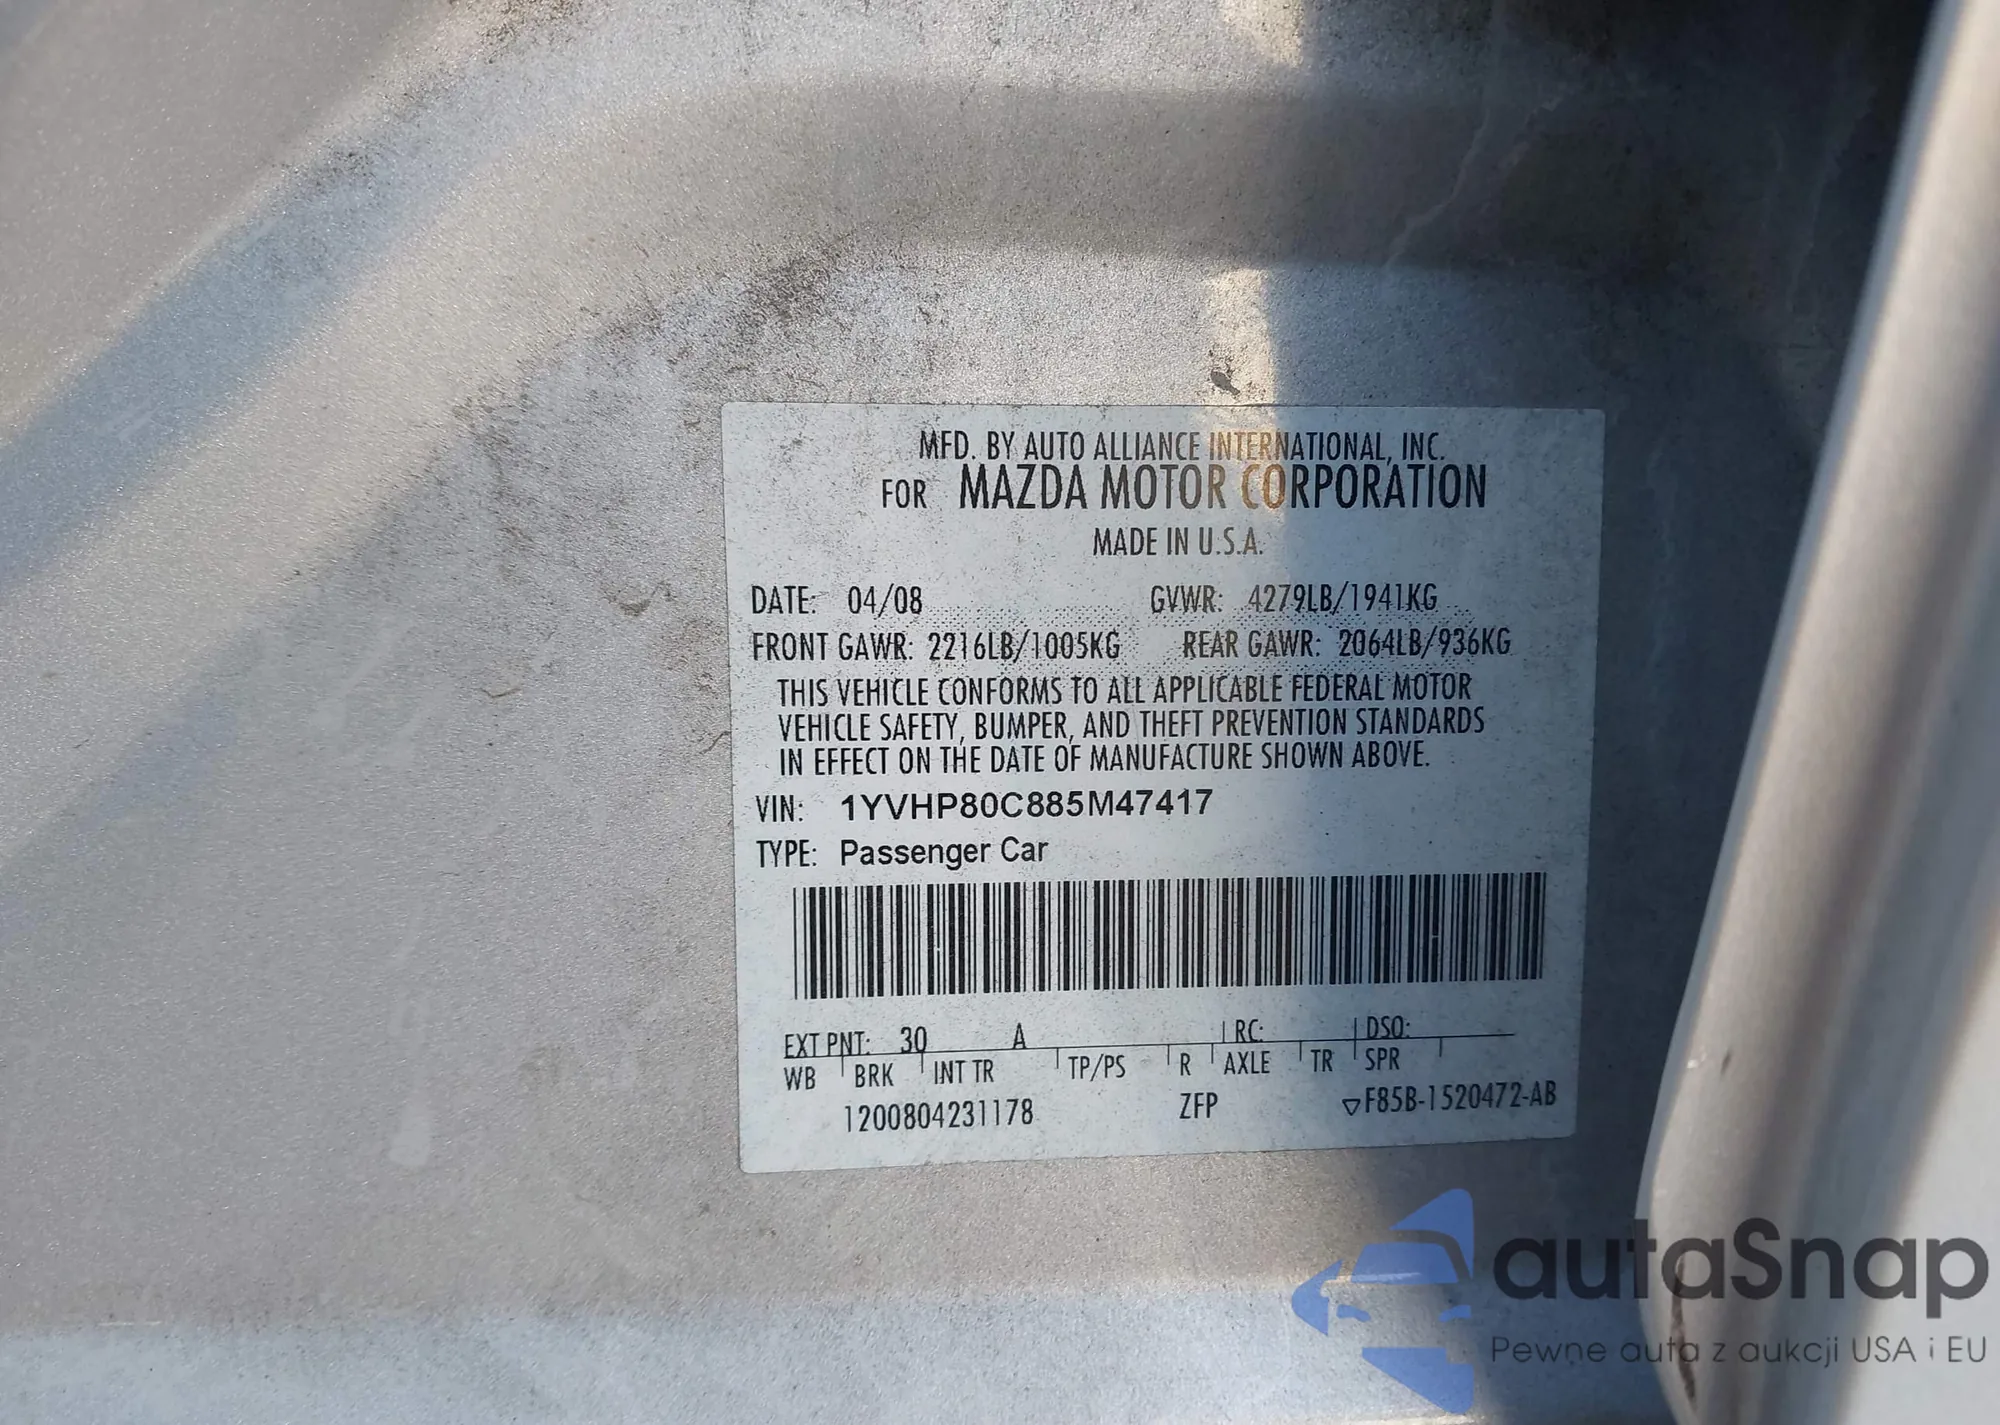 MFD. BY AUTO ALLIANCE INTERNATIONAL, INC.
FOR MAZDA MOTOR CORPORATION
MADE IN U.S.A.
DATE: 04/08 GVWR: 4279LB/1941KG
FRONT GAWR: 2216LB/1005KG REAR GAWR: 2064LB/936KG
THIS VEHICLE CONFORMS TO ALL APPLICABLE FEDERAL MOTOR
VEHICLE SAFETY, BUMPER, AND THEFT PREVENTION STANDARDS
IN EFFECT ON THE DATE OF MANUFACTURE SHOWN ABOVE.
VIN: 1YVHP80C885M47417
TYPE: Passenger Car
EXT PNT: 30 A RC: DSO:
WB BRK INT TR TP/PS R AXLE TR SPR
1200804231178 ZFP ▽F85B-1520472-AB
autaSnap
Pewne auta z aukcji USA i EU